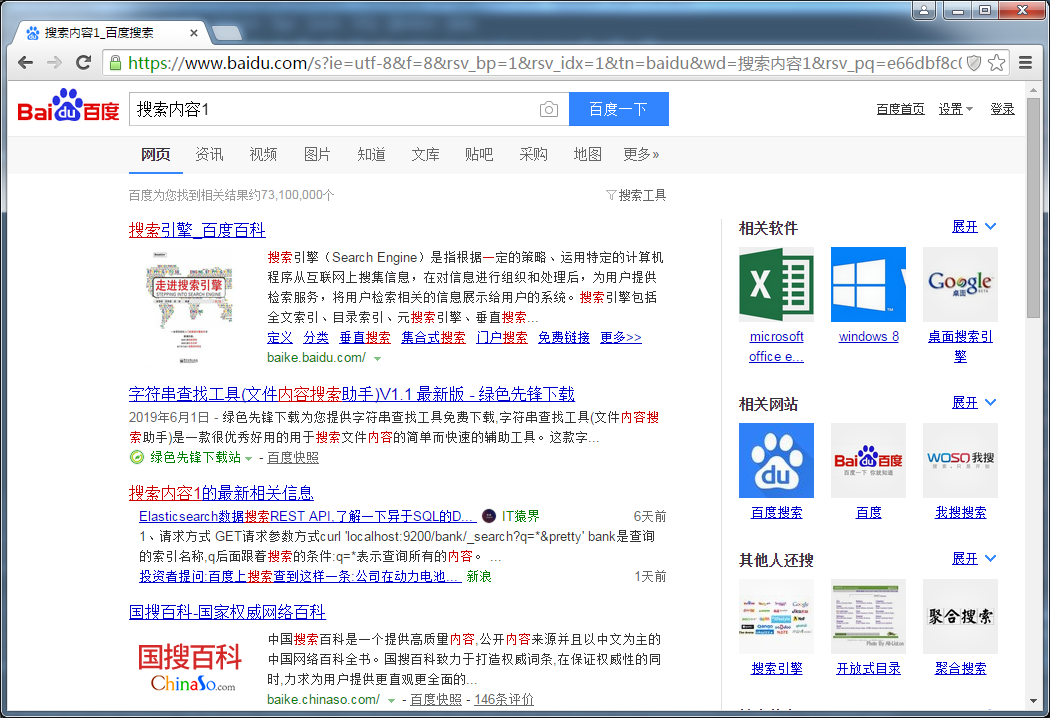 搜索内容1_百度搜索
https://www.baidu.com/s?ie=utf-8&f=8&rsv_bp=1&rsv_idx=1&tn=baidu&wd=搜索内容1&rsv_pq=e66dbf8c(
Bai du 百度
搜索内容1
百度一下
百度首页 设置 登录
网页 资讯 视频 图片 知道 文库 贴吧 采购 地图 更多»
百度为您找到相关结果约73,100,000个
搜索工具
搜索引擎_百度百科
走进搜索引擎
STEPPING INTO SEARCH ENGINE
搜索引擎（Search Engine）是指根据一定的策略、运用特定的计算机
程序从互联网上搜集信息，在对信息进行组织和处理后，为用户提供
检索服务，将用户检索相关的信息展示给用户的系统。搜索引擎包括
全文索引、目录索引、元搜索引擎、垂直搜索...
定义 分类 垂直搜索 集合式搜索 门户搜索 免费链接 更多>>
baike.baidu.com/
字符串查找工具(文件内容搜索助手)V1.1 最新版 - 绿色先锋下载
2019年6月1日 - 绿色先锋下载为您提供字符串查找工具免费下载,字符串查找工具(文件内容搜
索助手)是一款很优秀好用的用于搜索文件内容的简单而快速的辅助工具。这款字...
绿色先锋下载站 - 百度快照
搜索内容1的最新相关信息
Elasticsearch数据搜索REST API,了解一下异于SQL的D... IT猿界 6天前
1、请求方式 GET请求参数方式curl 'localhost:9200/bank/_search?q=*&pretty' bank是查询
的索引名称,q后面跟着搜索的条件:q=*表示查询所有的内容。 ...
投资者提问:百度上搜索查到这样一条:公司在动力电池... 新浪 1天前
国搜百科-国家权威网络百科
国搜百科
ChinaSo.com
中国搜索百科是一个提供高质量内容,公开内容来源并且以中文为主的
中国网络百科全书。国搜百科致力于打造权威词条,在保证权威性的同
时,力求为用户提供更直观更全面的...
baike.chinaso.com/ - 百度快照 - 146条评价
相关软件 展开
Google
桌面
microsoft office e... windows 8 桌面搜索引擎
相关网站 展开
du
Bai du 百度
百度一下 你就知道
WOSO 我搜
百度搜索 百度 我搜搜索
其他人还搜 展开
聚合搜索
搜索引擎 开放式目录 聚合搜索